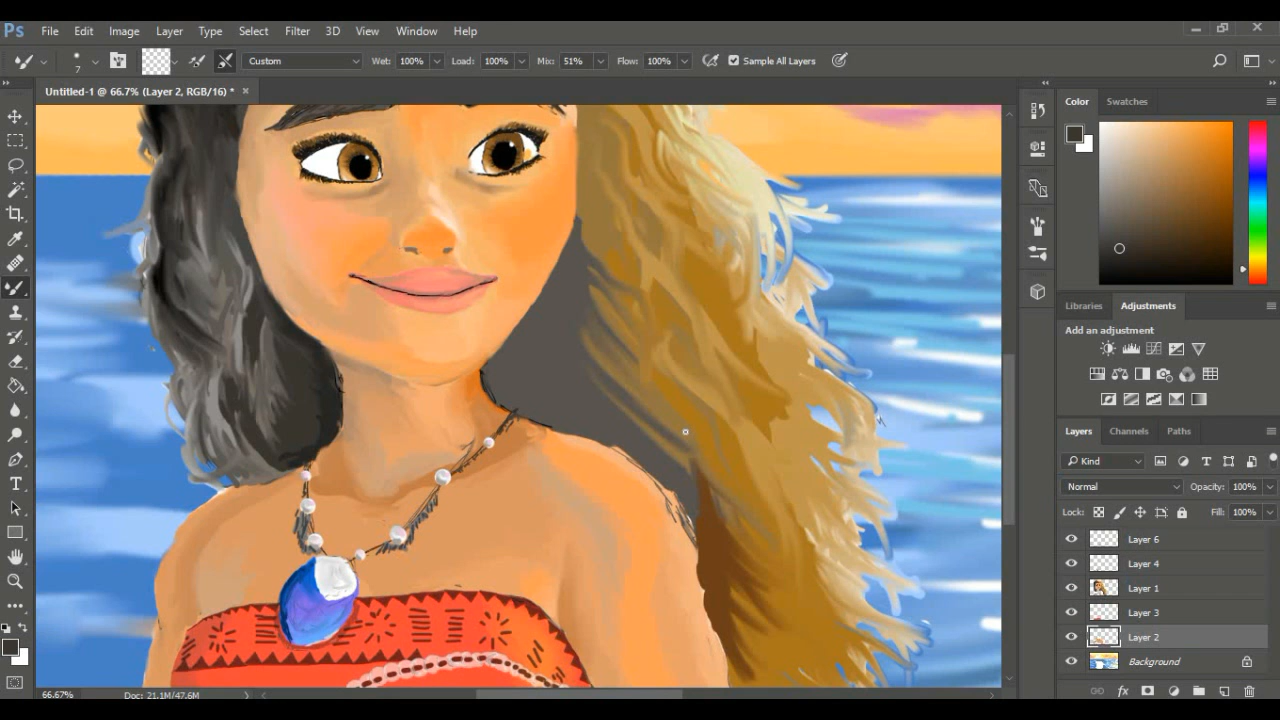 Ps File Edit Image Layer Type Select Filter 3D View Window Help
7 Custom Wet: 100% Load: 100% Mix: 51% Flow: 100% Sample All Layers
Untitled-1 @ 66.7% (Layer 2, RGB/16) *
Color Swatches
Libraries Adjustments
Add an adjustment
Layers Channels Paths
Kind
Normal Opacity: 100%
Lock: Fill: 100%
Layer 6
Layer 4
Layer 1
Layer 3
Layer 2
Background
fx
66.67% Doc: 21.1M/47.6M